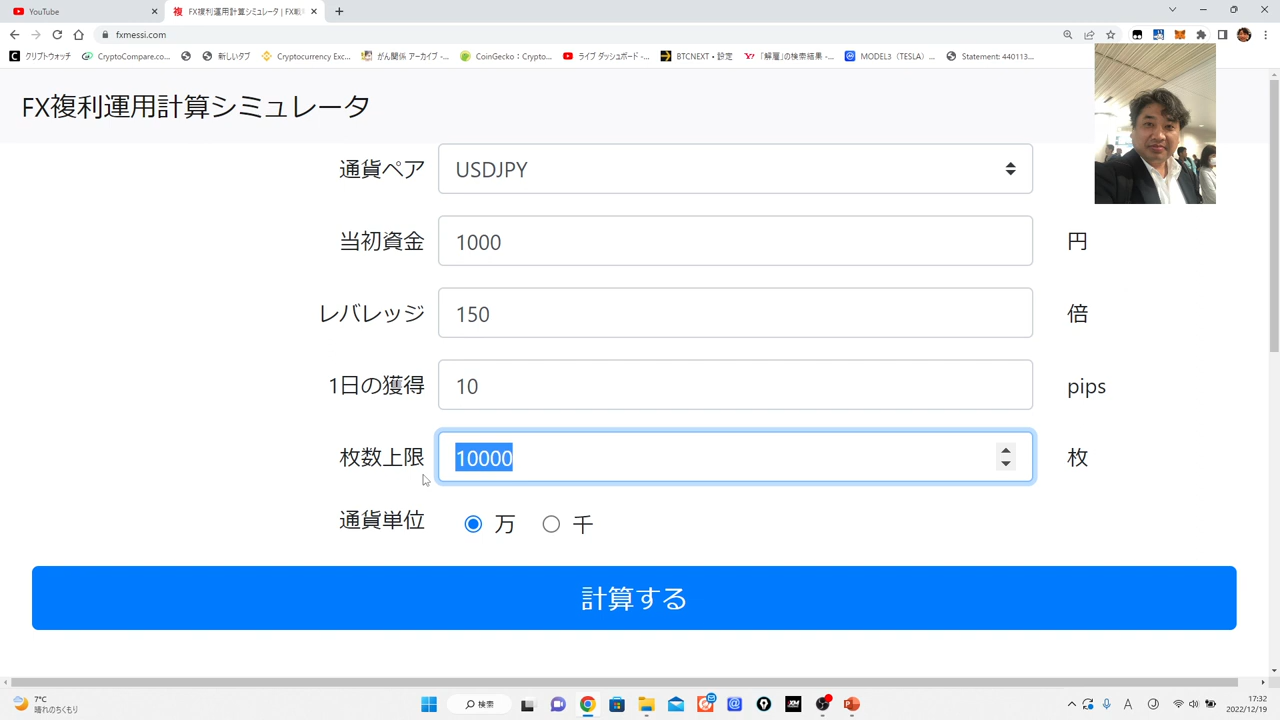 YouTube
複 FX複利運用計算シミュレータ | FX戦
fxmessi.com
クリプトウォッチ
CryptoCompare.co...
新しいタブ
Cryptocurrency Exc...
がん関係 アーカイブ -...
CoinGecko：Crypto...
ライブ ダッシュボード -...
BTCNEXT・設定
「解雇」の検索結果 -...
MODEL3（TESLA）...
Statement: 440113...
FX複利運用計算シミュレータ
通貨ペア USDJPY
当初資金 1000 円
レバレッジ 150 倍
1日の獲得 10 pips
枚数上限 10000 枚
通貨単位 万 千
計算する
7°C
晴れのちくもり
検索
XM
A
17:32
2022/12/19